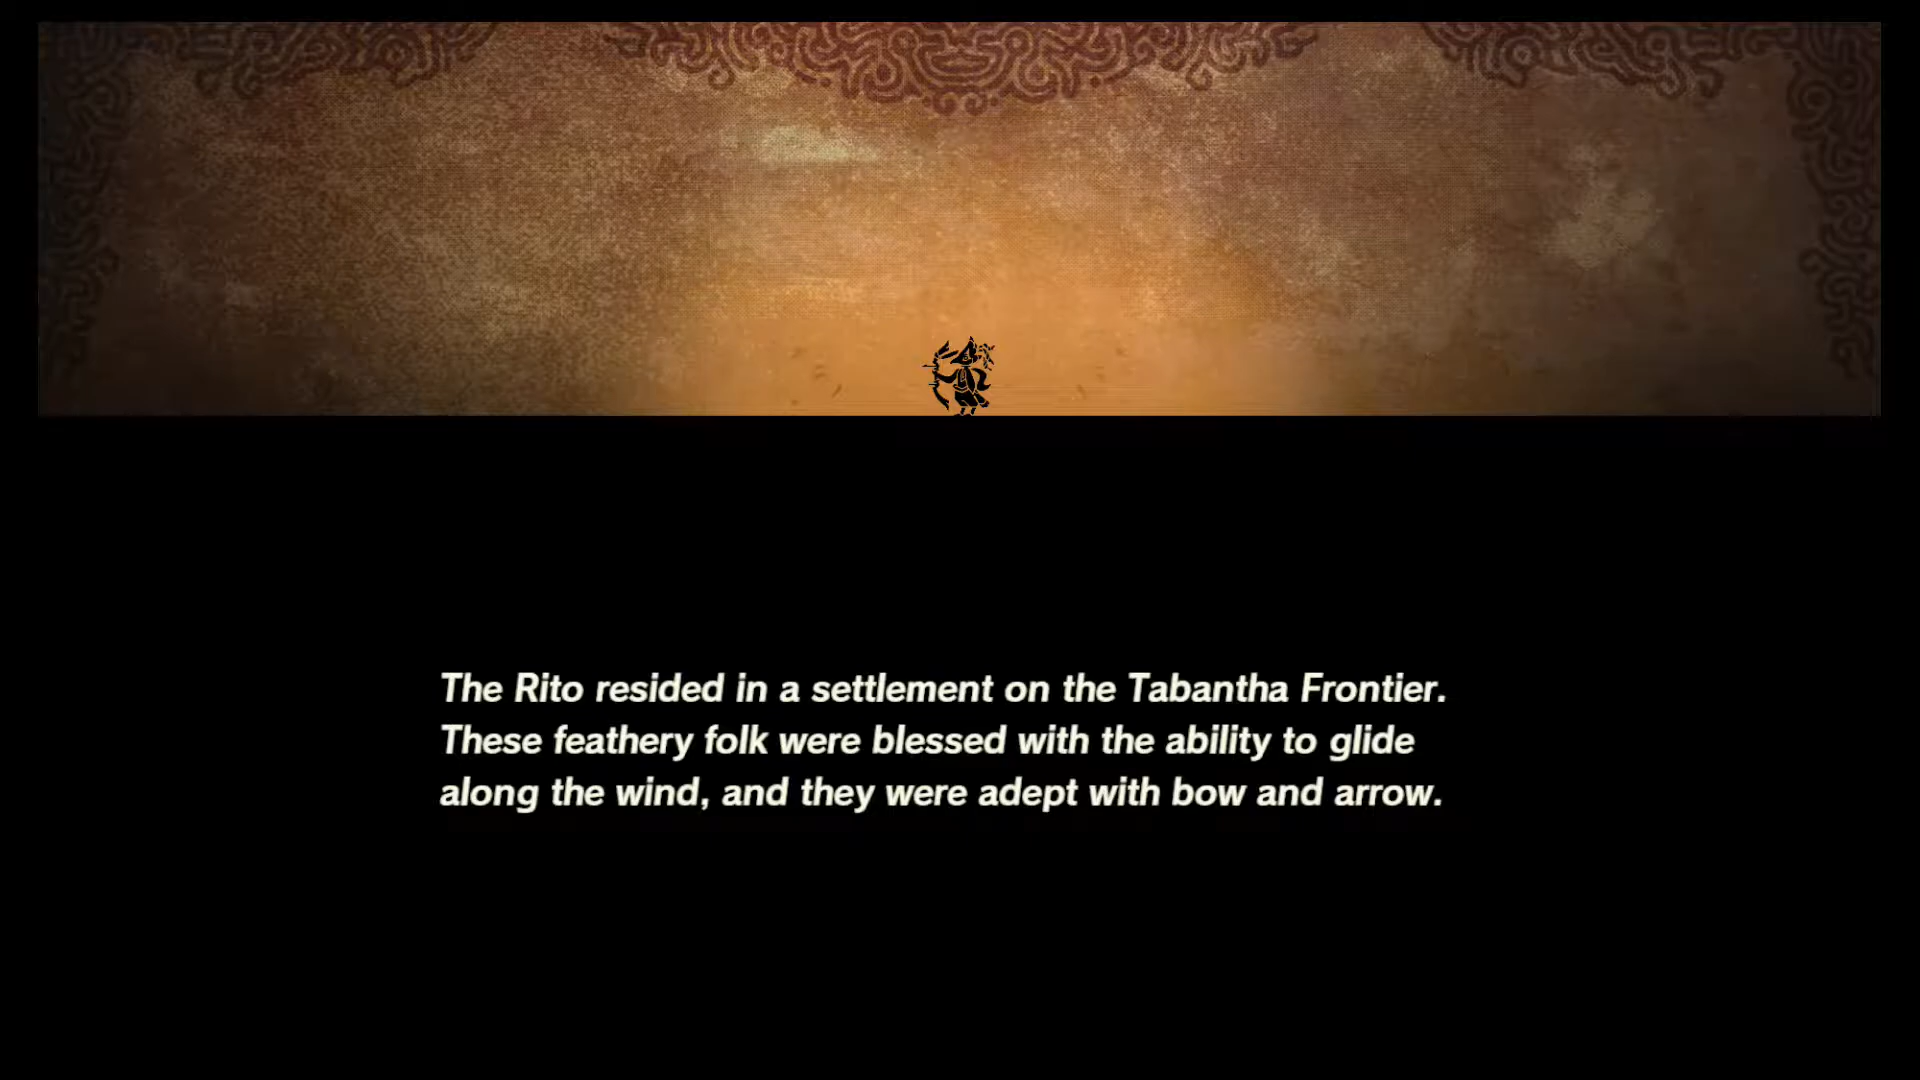 The Rito resided in a settlement on the Tabantha Frontier.
These feathery folk were blessed with the ability to glide
along the wind, and they were adept with bow and arrow.